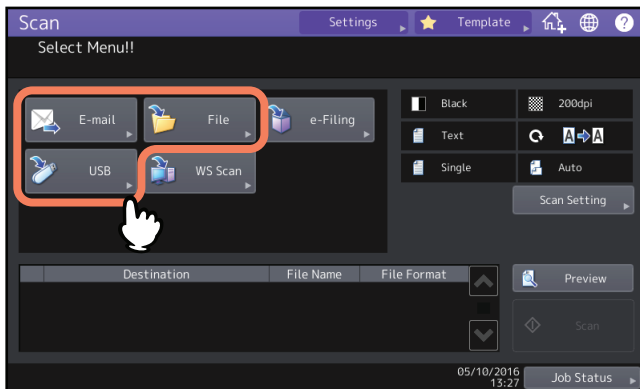 Scan
Settings
Template
?
Select Menu!!
E-mail
File
e-Filing
USB
WS Scan
Black
200dpi
Text
A A
Single
Auto
Scan Setting
Destination
File Name
File Format
Preview
Scan
05/10/2016
13:27
Job Status